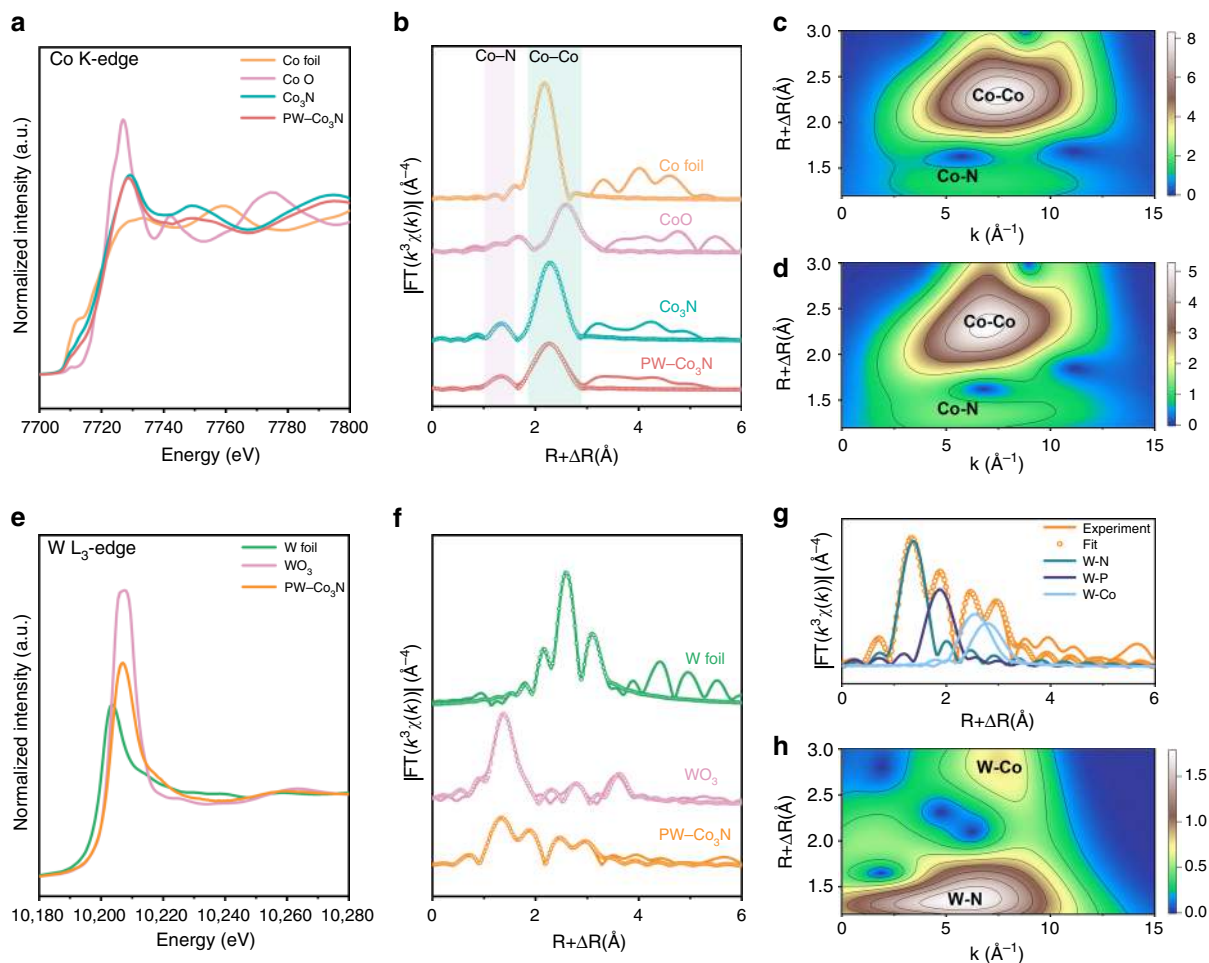 a
Co K-edge
Co foil
Co O
Co₃N
PW–Co₃N
Normalized intensity (a.u.)
7700 7720 7740 7760 7780 7800
Energy (eV)
b
Co–N Co–Co
Co foil
CoO
Co₃N
PW–Co₃N
|FT(k³χ(k))| (Å⁻⁴)
0 2 4 6
R+ΔR(Å)
c
3.0
2.5
2.0
1.5
R+ΔR(Å)
Co-Co
Co-N
0 5 10 15
k (Å⁻¹)
8
6
4
2
0
d
3.0
2.5
2.0
1.5
R+ΔR(Å)
Co-Co
Co-N
0 5 10 15
k (Å⁻¹)
5
4
3
2
1
0
e
W L₃-edge
W foil
WO₃
PW–Co₃N
Normalized intensity (a.u.)
10,180 10,200 10,220 10,240 10,260 10,280
Energy (eV)
f
W foil
WO₃
PW–Co₃N
|FT(k³χ(k))| (Å⁻⁴)
0 2 4 6
R+ΔR(Å)
g
Experiment
Fit
W-N
W-P
W-Co
|FT(k³χ(k))| (Å⁻⁴)
0 2 4 6
R+ΔR(Å)
h
3.0
2.5
2.0
1.5
R+ΔR(Å)
W-Co
W-N
0 5 10 15
k (Å⁻¹)
1.5
1.0
0.5
0.0